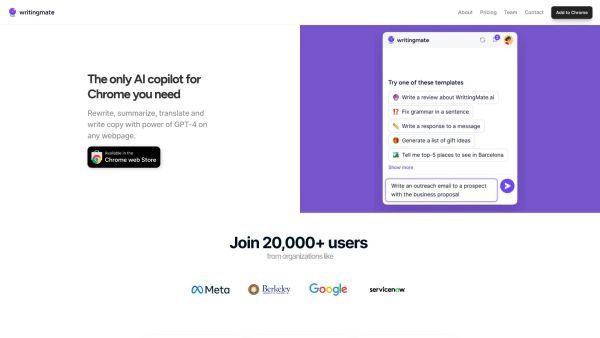 writingmate
About Pricing Team Contact Add to Chrome
The only AI copilot for
Chrome you need
Rewrite, summarize, translate and
write copy with power of GPT-4 on
any webpage.
Available in the
Chrome web Store
writingmate
Try one of these templates
Write a review about WrittingMate.ai
Fix grammar in a sentence
Write a response to a message
Generate a list of gift ideas
Tell me top-5 places to see in Barcelona
Show more
Write an outreach email to a prospect
with the business proposal
Join 20,000+ users
from organizations like
Meta Berkeley Google servicenow